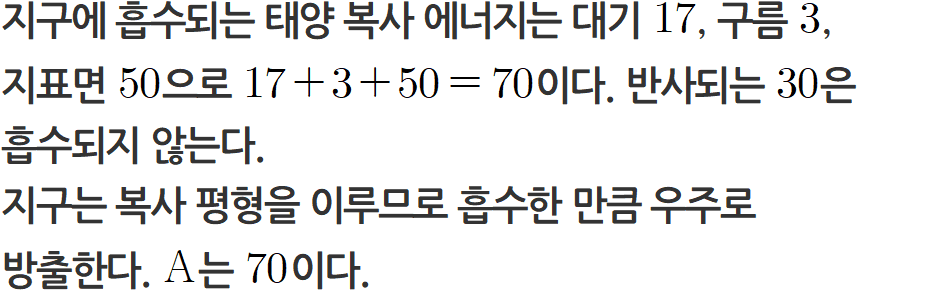 지구에 흡수되는 태양 복사 에너지는 대기 17, 구름 3,
지표면 50으로 17+3+50=70이다. 반사되는 30은
흡수되지 않는다.
지구는 복사 평형을 이루므로 흡수한 만큼 우주로
방출한다. A는 70이다.